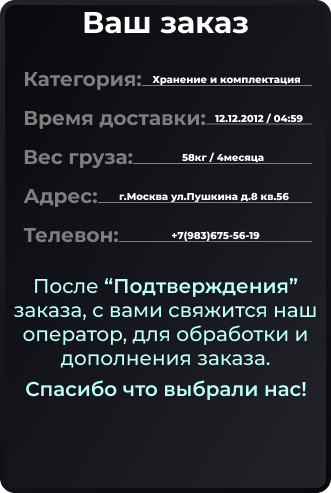 Ваш заказ
Категория: Хранение и комплектация
Время доставки: 12.12.2012 / 04:59
Вес груза: 58кг / 4месяца
Адрес: г.Москва ул.Пушкина д.8 кв.56
Телевон: +7(983)675-56-19
После “Подтверждения”
заказа, с вами свяжится наш
оператор, для обработки и
дополнения заказа.
Спасибо что выбрали нас!